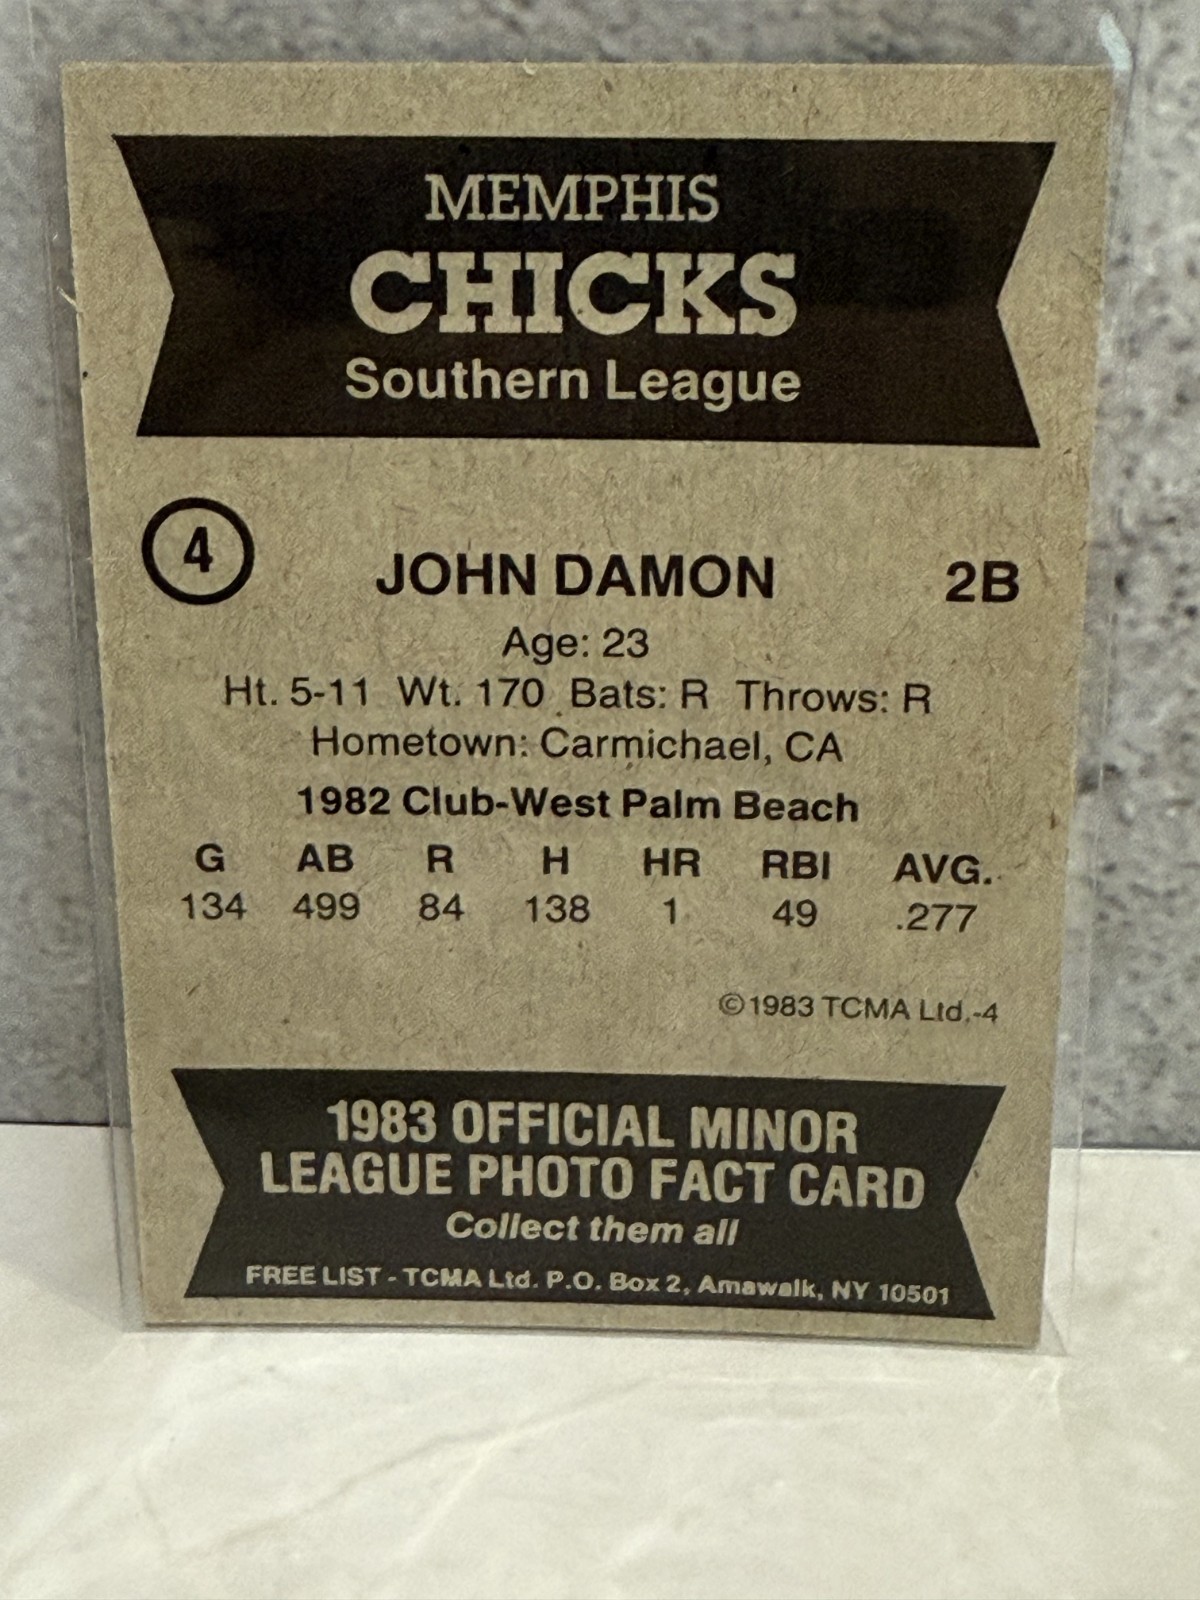 MEMPHIS
CHICKS
Southern League
4
JOHN DAMON 2B
Age: 23
Ht. 5-11 Wt. 170 Bats: R Throws: R
Hometown: Carmichael, CA
1982 Club-West Palm Beach
G AB R H HR RBI AVG.
134 499 84 138 1 49 .277
©1983 TCMA Ltd.-4
1983 OFFICIAL MINOR
LEAGUE PHOTO FACT CARD
Collect them all
FREE LIST - TCMA Ltd. P.O. Box 2, Amawalk, NY 10501